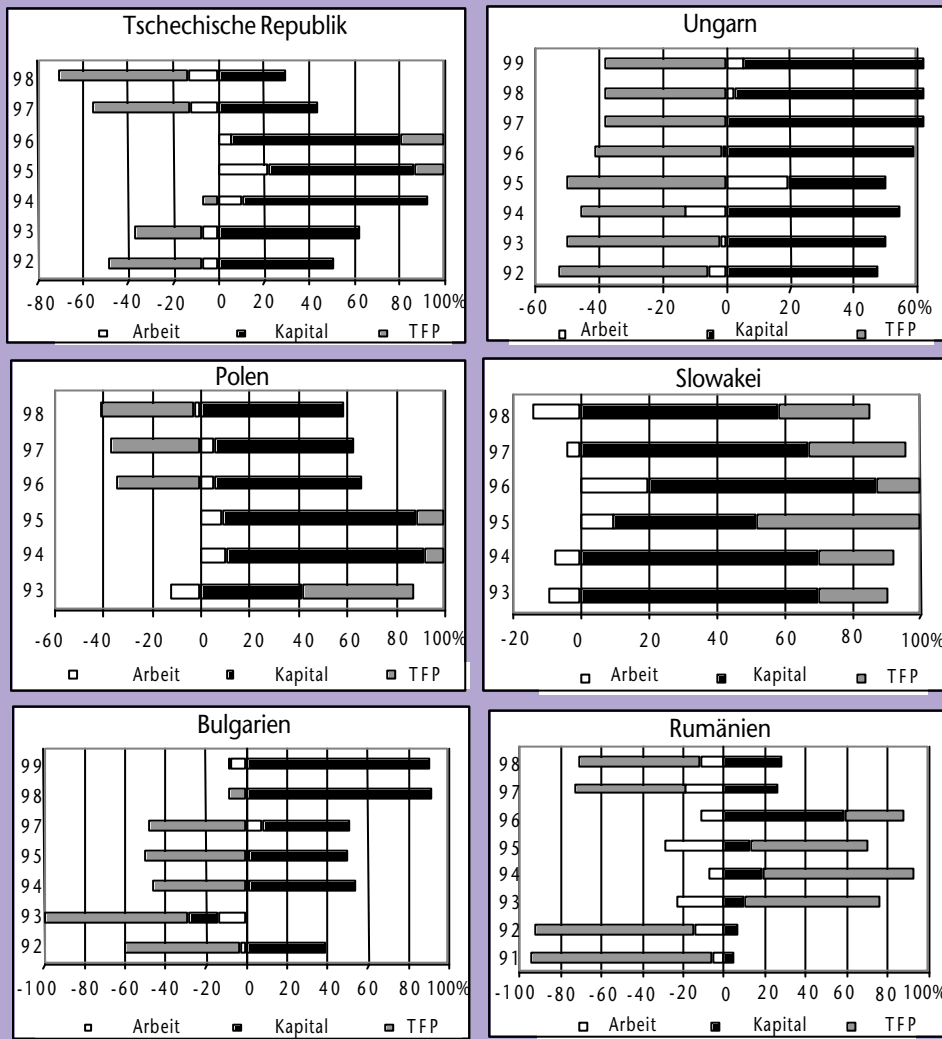 Tschechische Republik
98
97
96
95
94
93
92
-80 -60 -40 -20 0 20 40 60 80 100%
Arbeit Kapital TFP
Ungarn
99
98
97
96
95
94
93
92
-60 -40 -20 0 20 40 60%
Arbeit Kapital TFP
Polen
98
97
96
95
94
93
-60 -40 -20 0 20 40 60 80 100%
Arbeit Kapital TFP
Slowakei
98
97
96
95
94
93
-20 0 20 40 60 80 100%
Arbeit Kapital TFP
Bulgarien
99
98
97
95
94
93
92
-100 -80 -60 -40 -20 0 20 40 60 80 100%
Arbeit Kapital TFP
Rumänien
98
97
96
95
94
93
92
91
-100 -80 -60 -40 -20 0 20 40 60 80 100%
Arbeit Kapital TFP